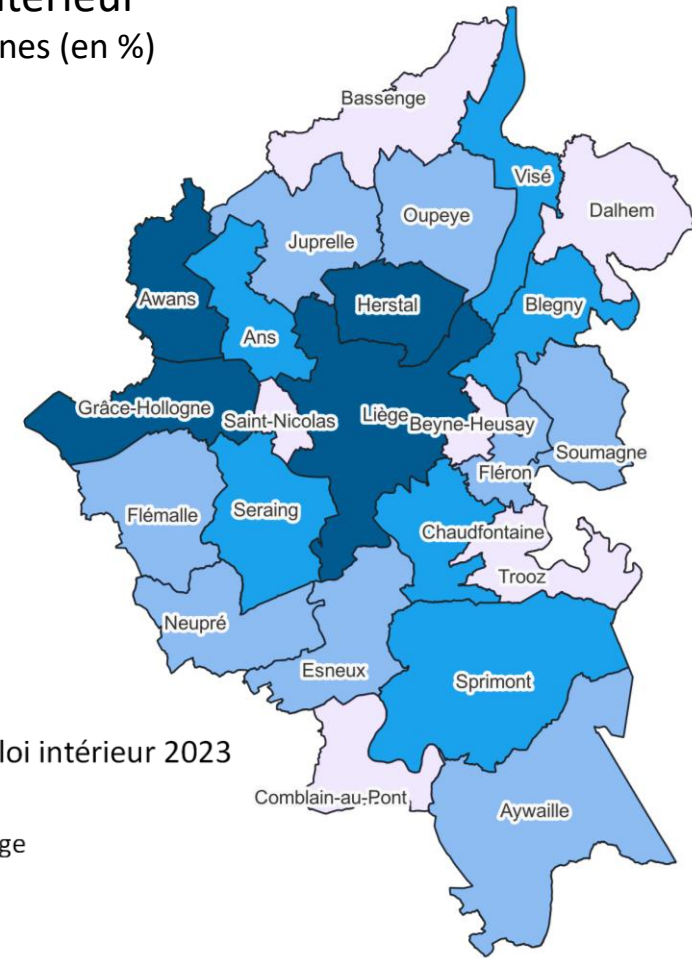 térieur
nes (en %)
Bassenge
Visé
Dalhem
Oupeye
Juprelle
Awans
Herstal
Blegny
Ans
Grâce-Hollogne
Saint-Nicolas
Liège
Beyne-Heusay
Soumagne
Fléron
Flémalle
Seraing
Chaudfontaine
Trooz
Neupré
Esneux
Sprimont
loi intérieur 2023
Comblain-au-Pont
Aywaille
ge